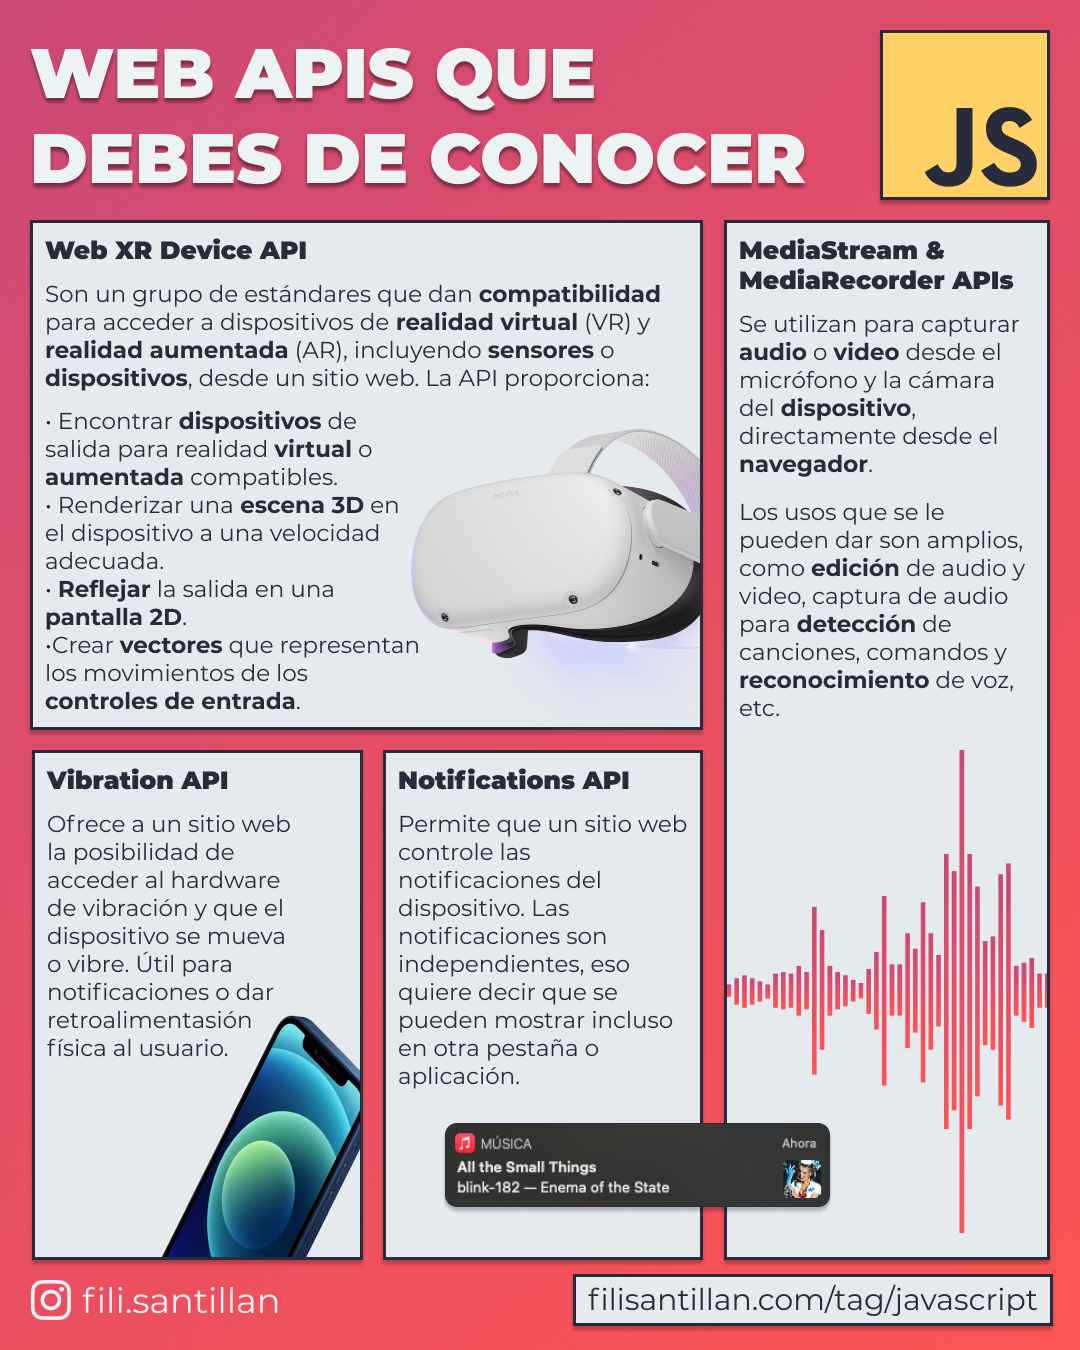 WEB APIS QUE
DEBES DE CONOCER
JS
Web XR Device API
Son un grupo de estándares que dan compatibilidad
para acceder a dispositivos de realidad virtual (VR) y
realidad aumentada (AR), incluyendo sensores o
dispositivos, desde un sitio web. La API proporciona:
• Encontrar dispositivos de
salida para realidad virtual o
aumentada compatibles.
• Renderizar una escena 3D en
el dispositivo a una velocidad
adecuada.
• Reflejar la salida en una
pantalla 2D.
•Crear vectores que representan
los movimientos de los
controles de entrada.
oculus
MediaStream &
MediaRecorder APIs
Se utilizan para capturar
audio o video desde el
micrófono y la cámara
del dispositivo,
directamente desde el
navegador.
Los usos que se le
pueden dar son amplios,
como edición de audio y
video, captura de audio
para detección de
canciones, comandos y
reconocimiento de voz,
etc.
Vibration API
Ofrece a un sitio web
la posibilidad de
acceder al hardware
de vibración y que el
dispositivo se mueva
o vibre. Útil para
notificaciones o dar
retroalimentasión
física al usuario.
Notifications API
Permite que un sitio web
controle las
notificaciones del
dispositivo. Las
notificaciones son
independientes, eso
quiere decir que se
pueden mostrar incluso
en otra pestaña o
aplicación.
MÚSICA
Ahora
All the Small Things
blink-182 — Enema of the State
fili.santillan
filisantillan.com/tag/javascript